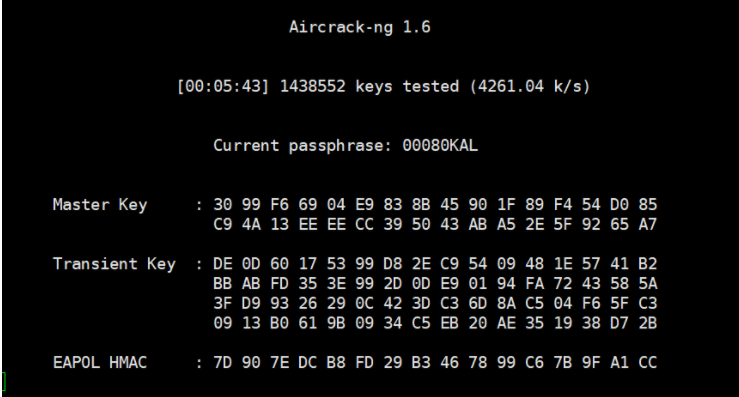 Aircrack-ng 1.6
[00:05:43] 1438552 keys tested (4261.04 k/s)
Current passphrase: 00080KAL
Master Key : 30 99 F6 69 04 E9 83 8B 45 90 1F 89 F4 54 D0 85
C9 4A 13 EE EE CC 39 50 43 AB A5 2E 5F 92 65 A7
Transient Key : DE 0D 60 17 53 99 D8 2E C9 54 09 48 1E 57 41 B2
BB AB FD 35 3E 99 2D 0D E9 01 94 FA 72 43 58 5A
3F D9 93 26 29 0C 42 3D C3 6D 8A C5 04 F6 5F C3
09 13 B0 61 9B 09 34 C5 EB 20 AE 35 19 38 D7 2B
EAPOL HMAC : 7D 90 7E DC B8 FD 29 B3 46 78 99 C6 7B 9F A1 CC